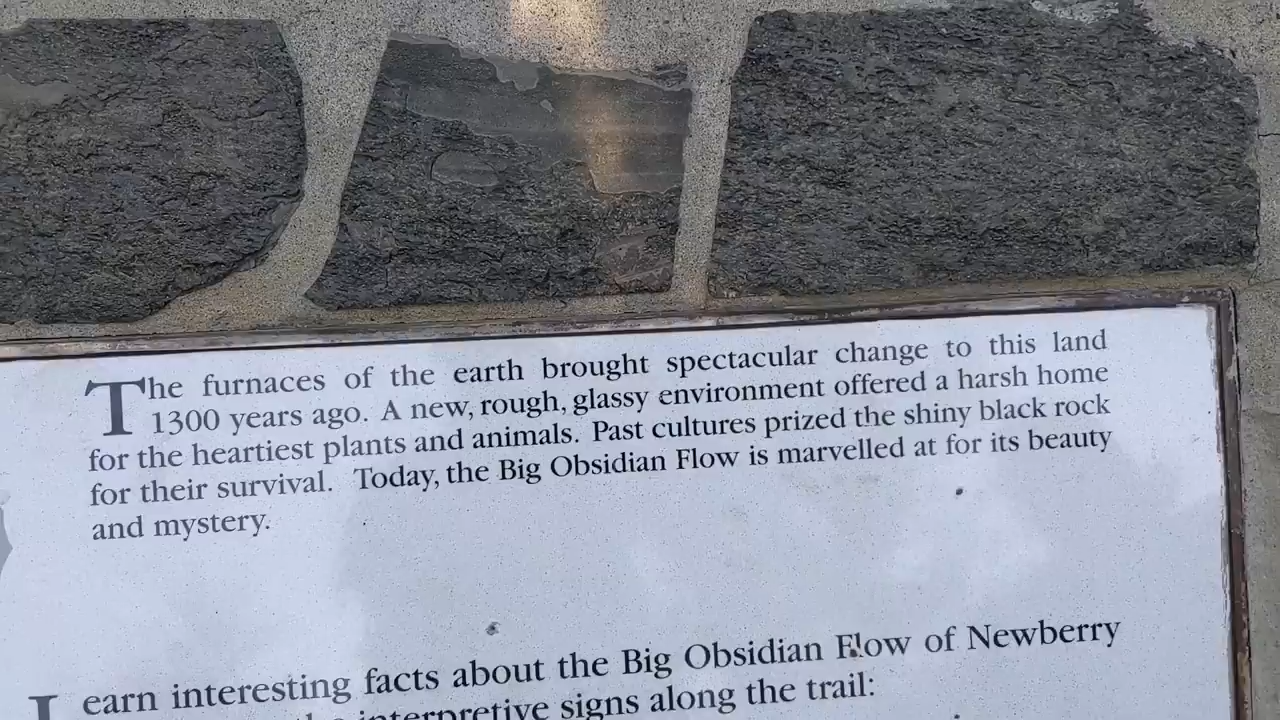 The furnaces of the earth brought spectacular change to this land
1300 years ago. A new, rough, glassy environment offered a harsh home
for the heartiest plants and animals. Past cultures prized the shiny black rock
for their survival. Today, the Big Obsidian Flow is marvelled at for its beauty
and mystery.
Learn interesting facts about the Big Obsidian Flow of Newberry
interpretive signs along the trail: